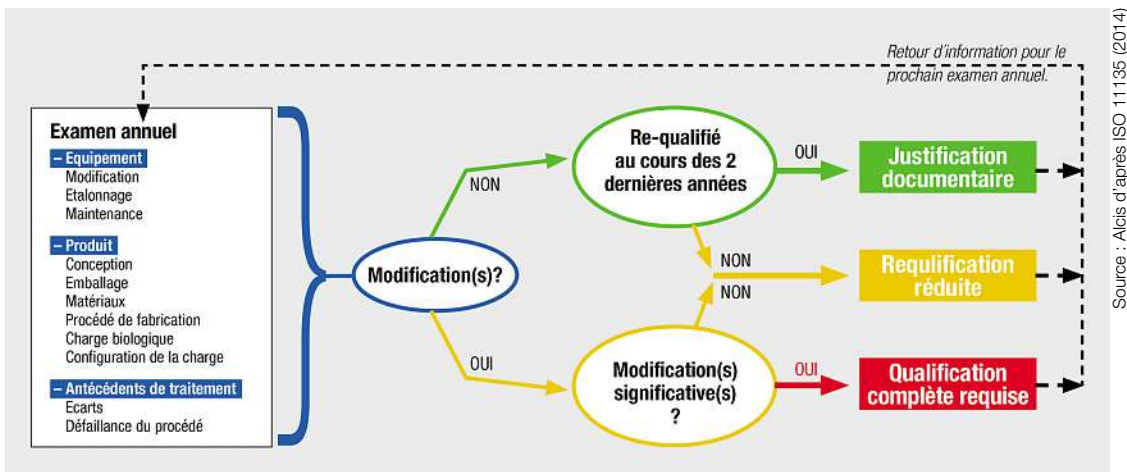 Retour d'information pour le
prochain examen annuel.
Examen annuel
– Equipement
Modification
Etalonnage
Maintenance
– Produit
Conception
Emballage
Matériaux
Procédé de fabrication
Charge biologique
Configuration de la charge
– Antécédents de traitement
Ecarts
Défaillance du procédé
Modification(s)?
NON
OUI
Re-qualifié
au cours des 2
dernières années
OUI
NON
NON
Modification(s)
significative(s)
?
OUI
Justification
documentaire
Requlification
réduite
Qualification
complète requise
Source : Alcis d'après ISO 11135 (2014)